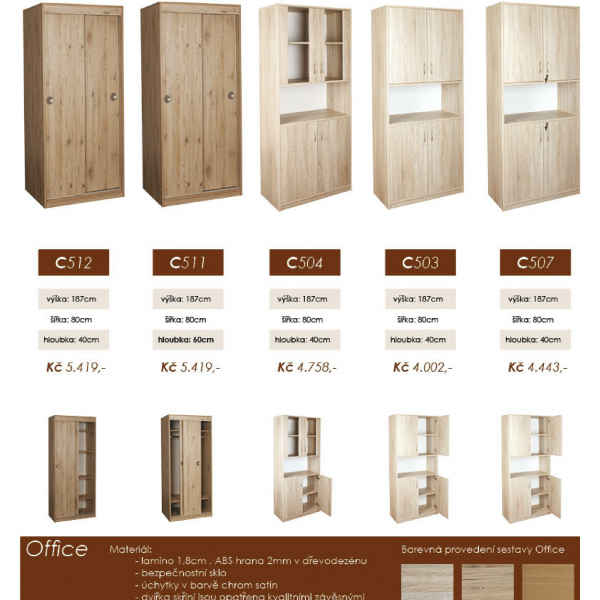 C512 C511 C504 C503 C507
výška: 187cm výška: 187cm výška: 187cm výška: 187cm výška: 187cm
šířka: 80cm šířka: 80cm šířka: 80cm šířka: 80cm šířka: 80cm
hloubka: 40cm hloubka: 60cm hloubka: 40cm hloubka: 40cm hloubka: 40cm
Kč 5.419,- Kč 5.419,- Kč 4.758,- Kč 4.002,- Kč 4.443,-
Office Materiál: Barevná provedení sestavy Office
- lamino 1,8cm , ABS hrana 2mm v dřevodezénu
- bezpečnostní sklo
- úchytky v barvě chrom satin
- dvířka skříní jsou opatřena kvalitními závěsnými